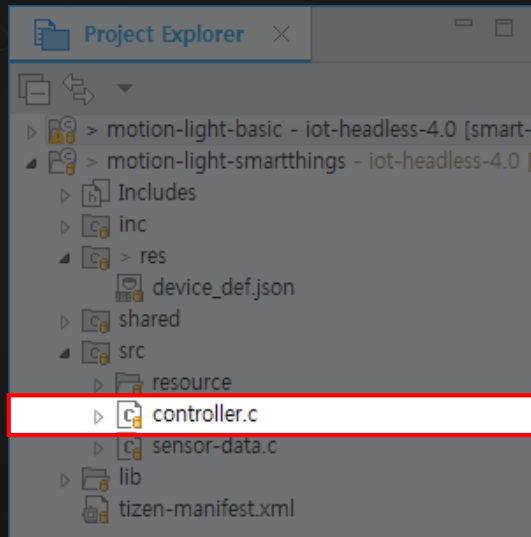 Project Explorer
> motion-light-basic - iot-headless-4.0 [smart-
> motion-light-smartthings - iot-headless-4.0 [
Includes
inc
> res
device_def.json
shared
src
resource
controller.c
sensor-data.c
lib
tizen-manifest.xml